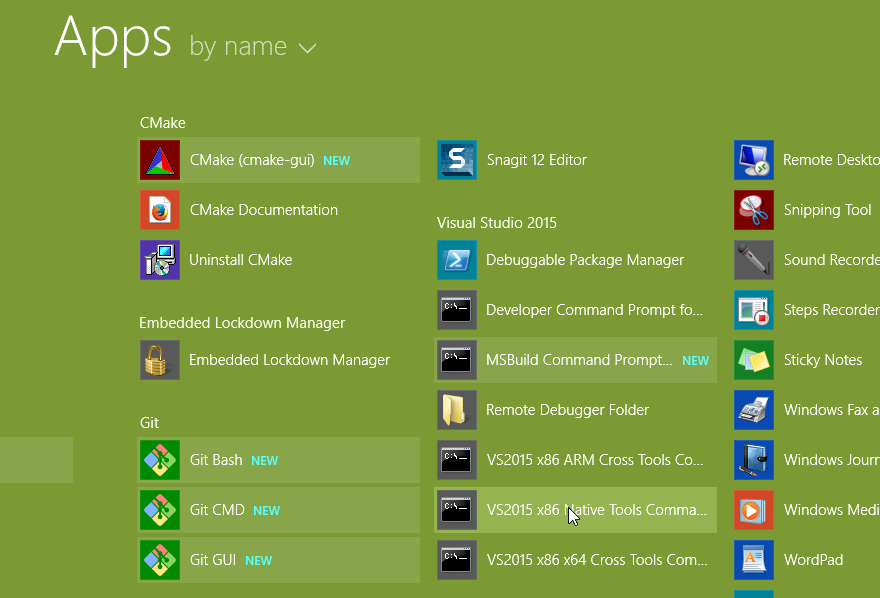 Apps by name
CMake
CMake (cmake-gui) NEW
CMake Documentation
Uninstall CMake
Embedded Lockdown Manager
Embedded Lockdown Manager
Git
Git Bash NEW
Git CMD NEW
Git GUI NEW
Snagit 12 Editor
Visual Studio 2015
Debuggable Package Manager
Developer Command Prompt fo...
MSBuild Command Prompt... NEW
Remote Debugger Folder
VS2015 x86 ARM Cross Tools Co...
VS2015 x86 Native Tools Comma...
VS2015 x86 x64 Cross Tools Com...
Remote Deskto
Snipping Tool
Sound Recorde
Steps Recorder
Sticky Notes
Windows Fax a
Windows Journ
Windows Medi
WordPad